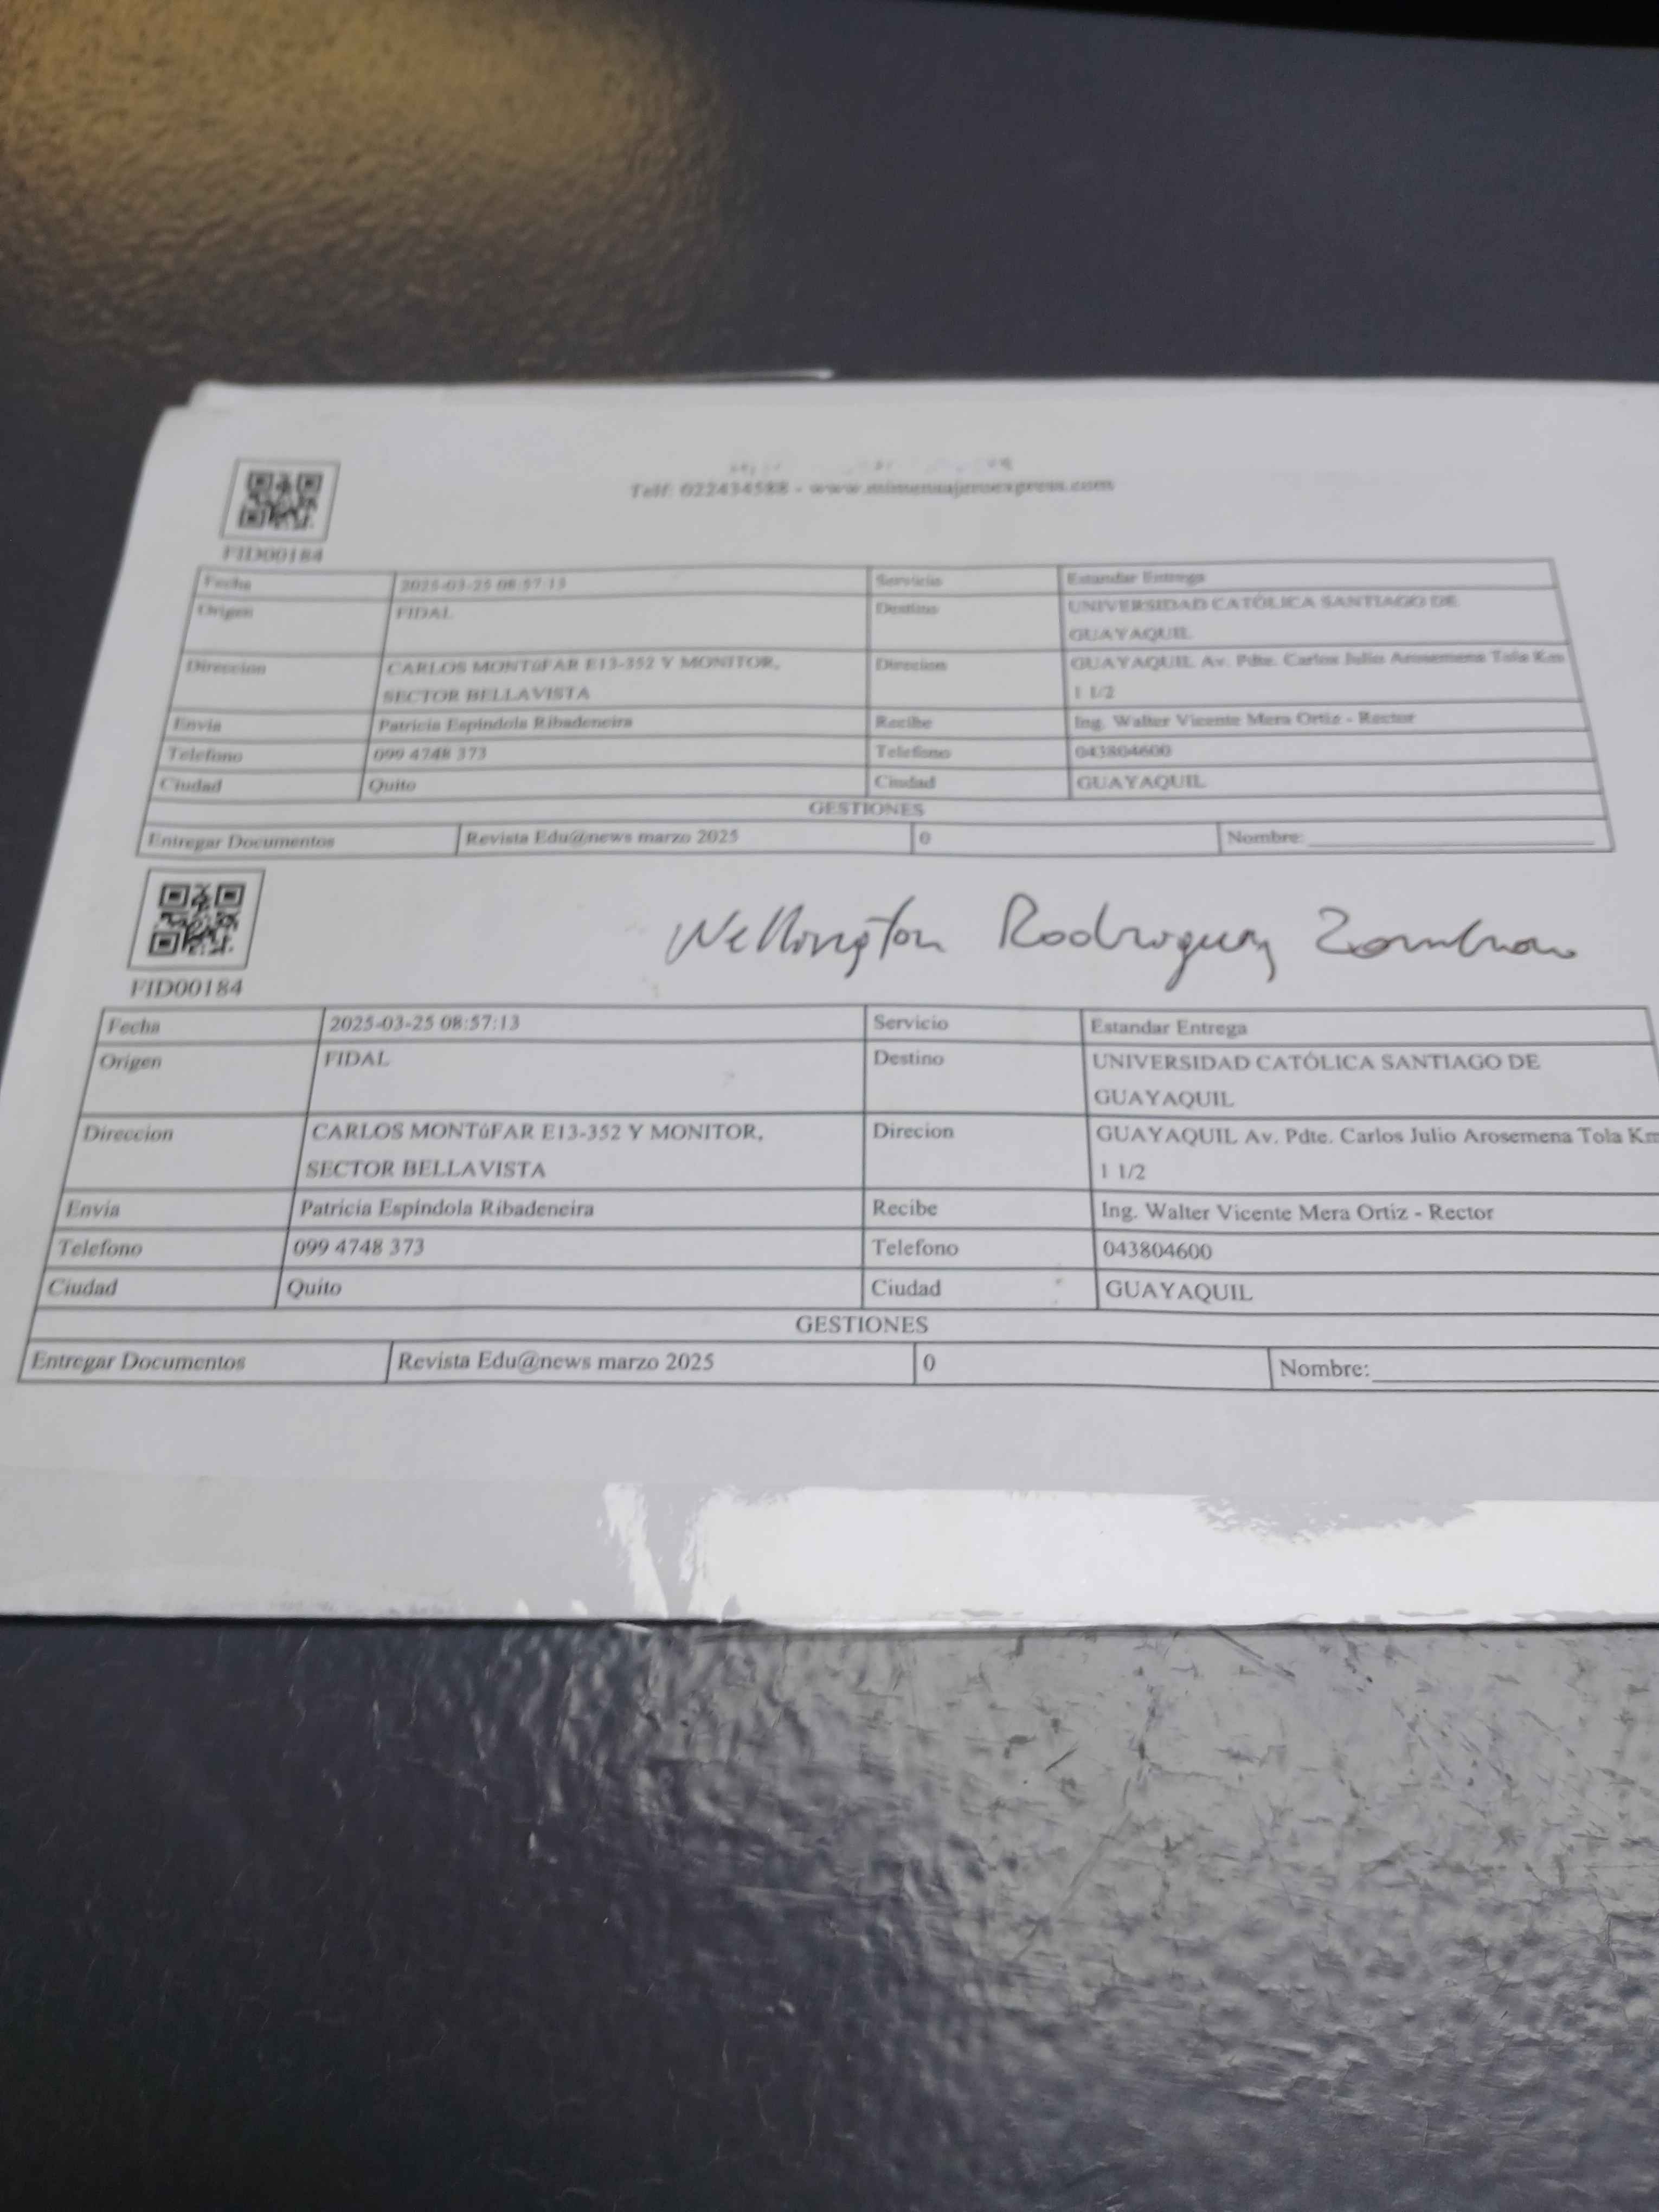 Telf: 022434588 - www.mimensajeroexpress.com
FID00184
Fecha 2025-03-25 08:57:13 Servicio Estandar Entrega
Origen FIDAL Destino UNIVERSIDAD CATÓLICA SANTIAGO DE
GUAYAQUIL
Direccion CARLOS MONTúFAR E13-352 Y MONITOR, Direcion GUAYAQUIL Av. Pdte. Carlos Julio Arosemena Tola Km
SECTOR BELLAVISTA 1 1/2
Envia Patricia Espindola Ribadeneira Recibe Ing. Walter Vicente Mera Ortiz - Rector
Telefono 099 4748 373 Telefono 043804600
Ciudad Quito Ciudad GUAYAQUIL
GESTIONES
Entregar Documentos Revista Edu@news marzo 2025 0 Nombre:
Wellington Rodriguez
FID00184
Fecha 2025-03-25 08:57:13 Servicio Estandar Entrega
Origen FIDAL Destino UNIVERSIDAD CATÓLICA SANTIAGO DE
GUAYAQUIL
Direccion CARLOS MONTúFAR E13-352 Y MONITOR, Direcion GUAYAQUIL Av. Pdte. Carlos Julio Arosemena Tola Km
SECTOR BELLAVISTA 1 1/2
Envia Patricia Espindola Ribadeneira Recibe Ing. Walter Vicente Mera Ortiz - Rector
Telefono 099 4748 373 Telefono 043804600
Ciudad Quito Ciudad GUAYAQUIL
GESTIONES
Entregar Documentos Revista Edu@news marzo 2025 0 Nombre: